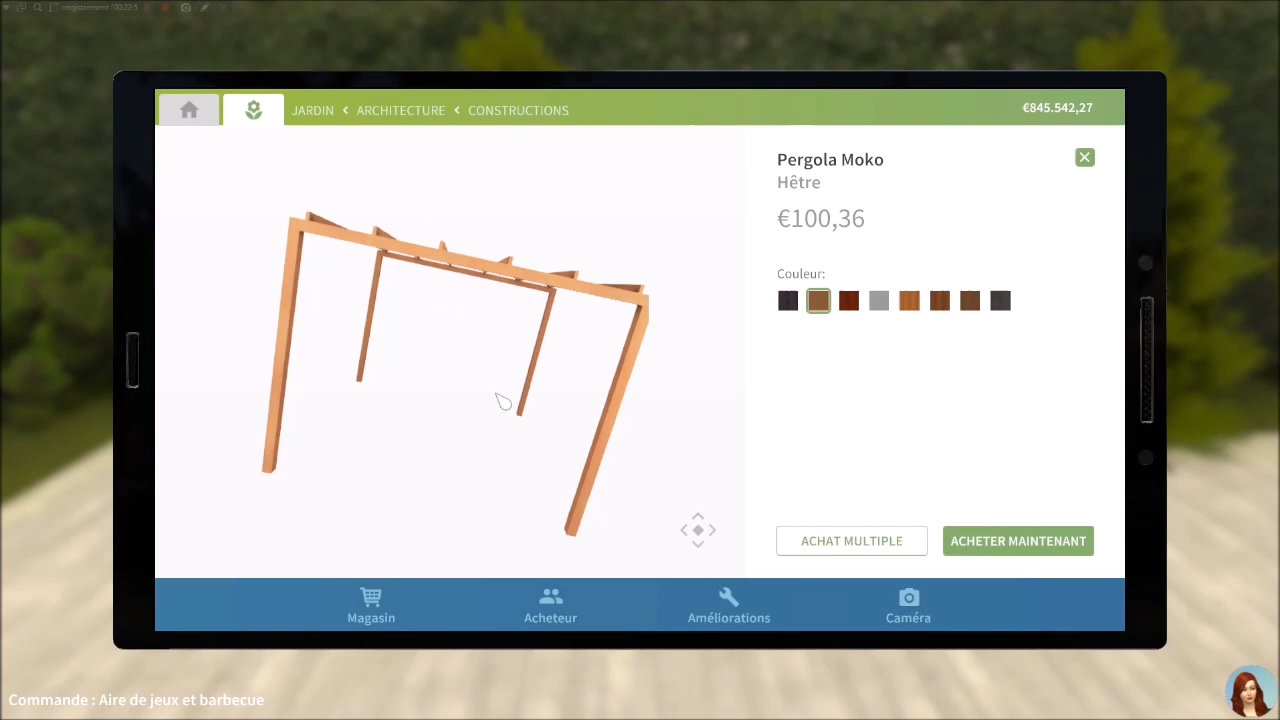 JARDIN < ARCHITECTURE < CONSTRUCTIONS
€845.542,27
Pergola Moko
Hêtre
€100,36
Couleur:
ACHAT MULTIPLE
ACHETER MAINTENANT
Magasin
Acheteur
Améliorations
Caméra
Commande : Aire de jeux et barbecue